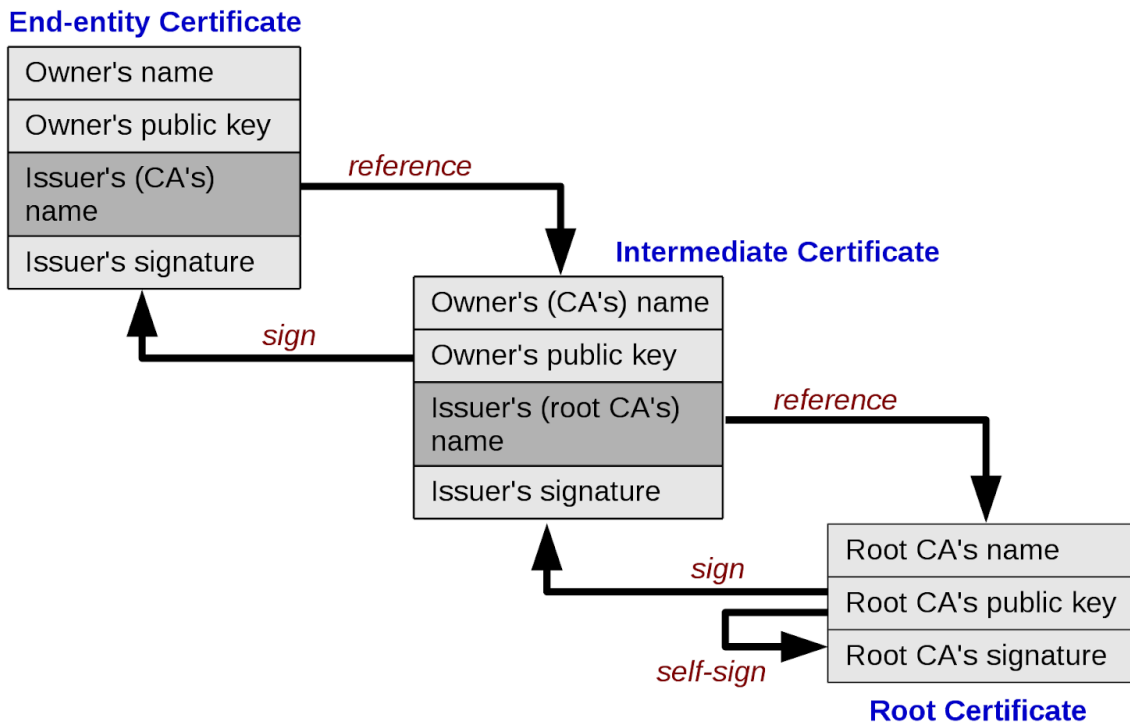 End-entity Certificate
Owner's name
Owner's public key
Issuer's (CA's)
name
Issuer's signature
reference
sign
Intermediate Certificate
Owner's (CA's) name
Owner's public key
Issuer's (root CA's)
name
Issuer's signature
reference
sign
self-sign
Root CA's name
Root CA's public key
Root CA's signature
Root Certificate